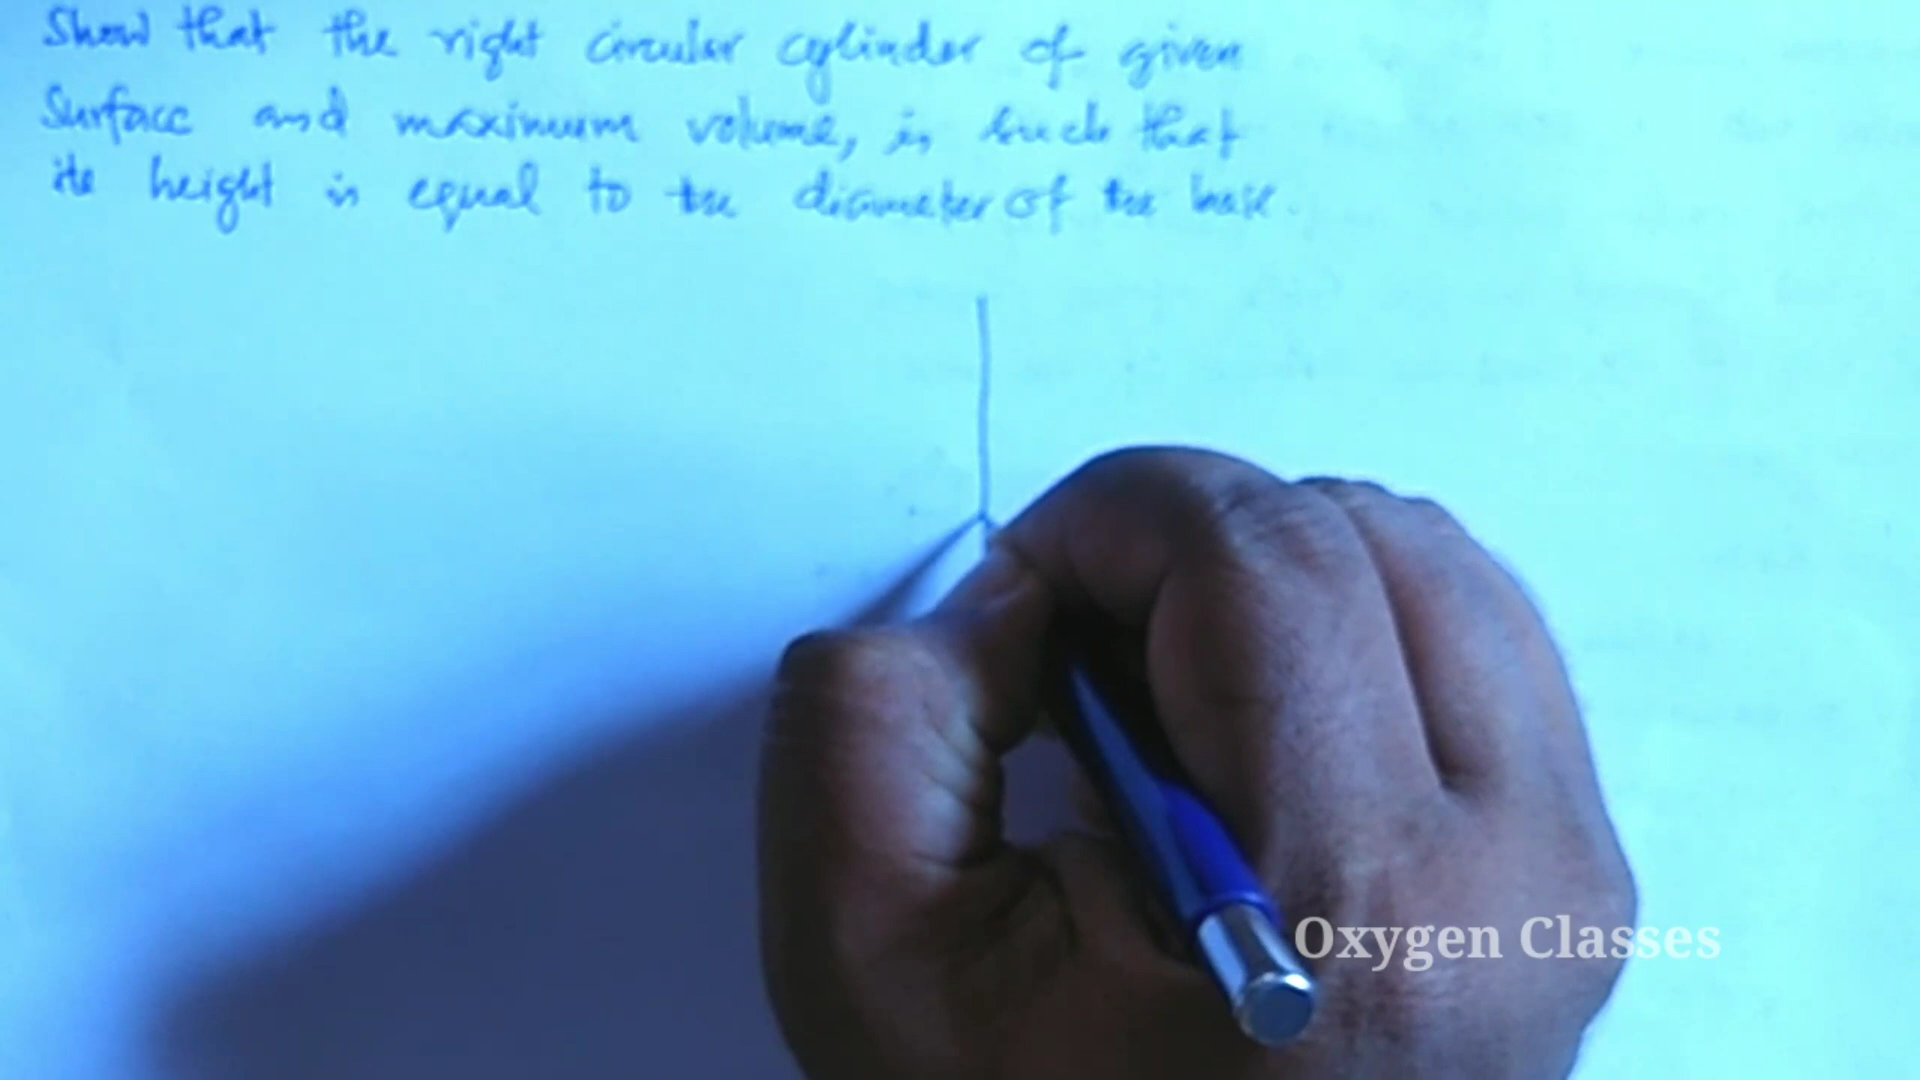 Show that the right circular cylinder of given
Surface and maximum volume, is such that
its height is equal to the diameter of the base.
Oxygen Classes